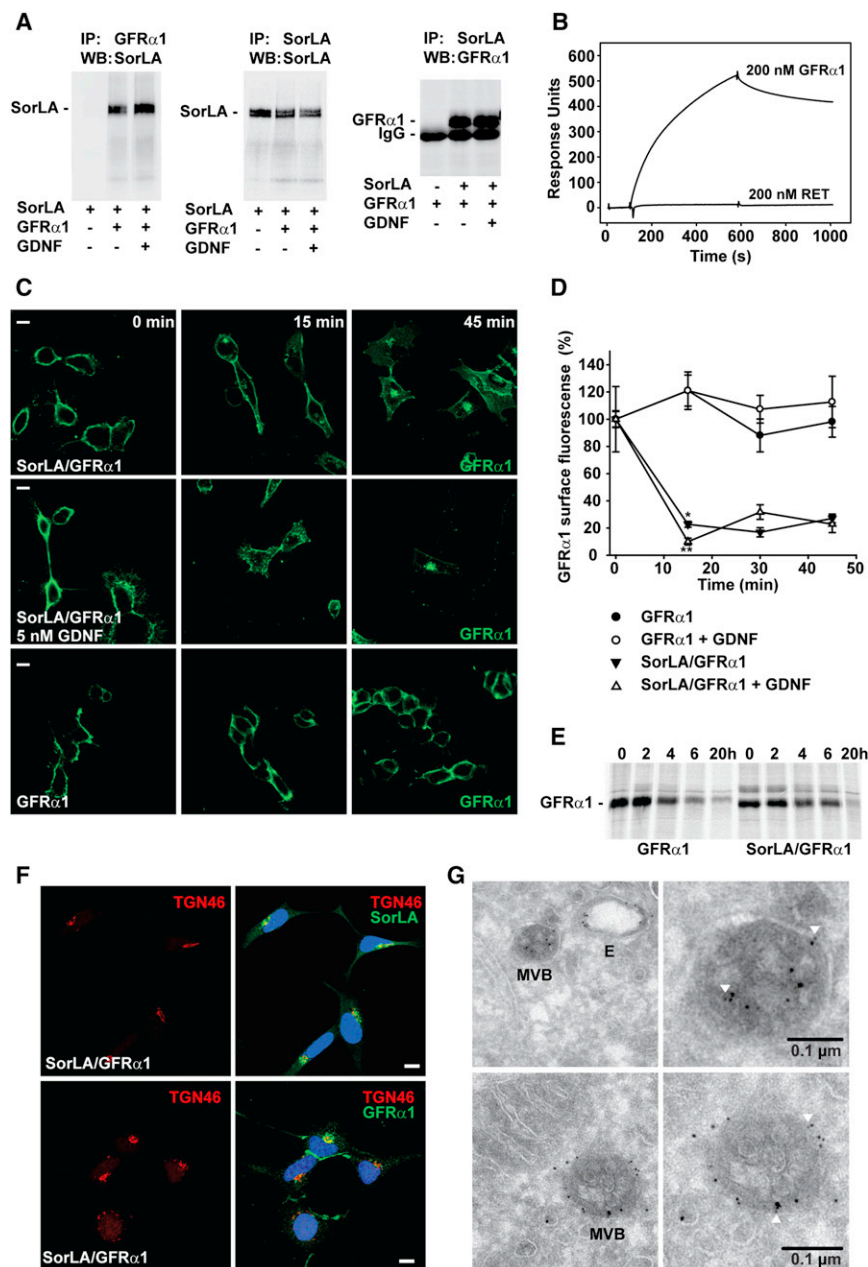 A
IP: GFRα1
WB: SorLA
SorLA -
SorLA + + +
GFRα1 - + +
GDNF - - +
IP: SorLA
WB: SorLA
SorLA -
SorLA + + +
GFRα1 - + +
GDNF - - +
IP: SorLA
WB: GFRα1
GFRα1 -
IgG -
SorLA - + +
GFRα1 + + +
GDNF - - +
B
Response Units
600
500
400
300
200
100
0
200 nM GFRα1
200 nM RET
0 200 400 600 800 1000
Time (s)
C
0 min
15 min
45 min
SorLA/GFRα1
GFRα1
SorLA/GFRα1
5 nM GDNF
GFRα1
GFRα1
GFRα1
D
GFRα1 surface fluorescense (%)
140
120
100
80
60
40
20
0
*
**
0 10 20 30 40 50
Time (min)
GFRα1
GFRα1 + GDNF
SorLA/GFRα1
SorLA/GFRα1 + GDNF
E
0 2 4 6 20h 0 2 4 6 20h
GFRα1 -
GFRα1 SorLA/GFRα1
F
TGN46
SorLA/GFRα1
TGN46
SorLA
TGN46
SorLA/GFRα1
TGN46
GFRα1
G
MVB
E
0.1 µm
MVB
0.1 µm